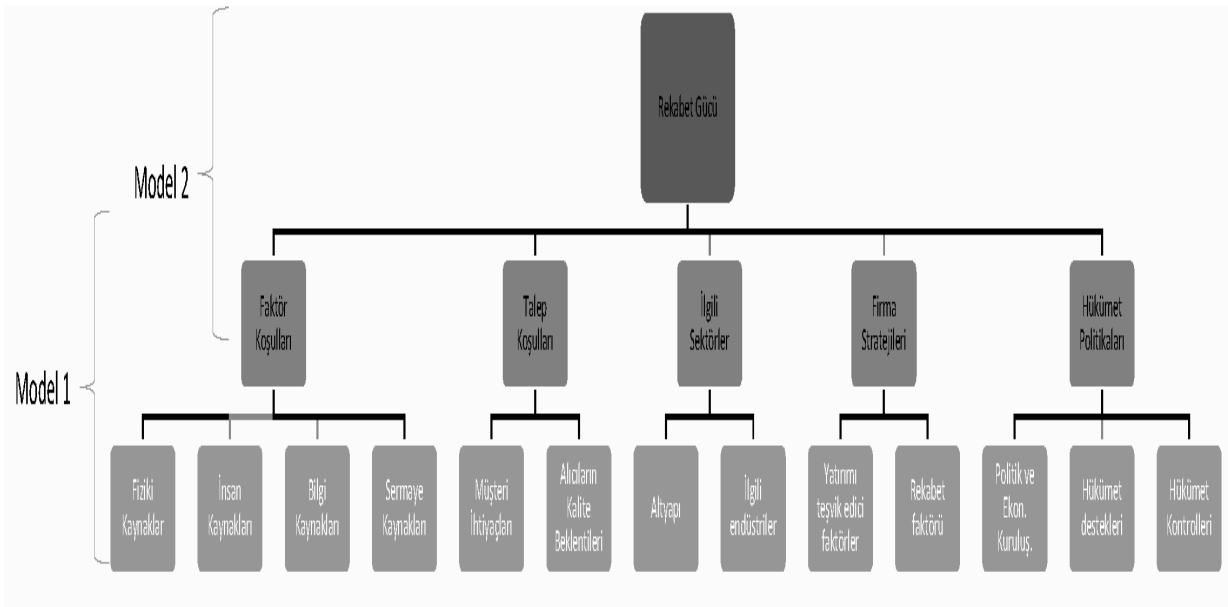 Rekabet Gücü
Model 2
Faktör
Koşulları
Talep
Koşulları
İlgili
Sektörler
Firma
Stratejileri
Hükümet
Politikaları
Model 1
Fiziki
Kaynaklar
İnsan
Kaynakları
Bilgi
Kaynakları
Sermaye
Kaynakları
Müşteri
İhtiyaçları
Alıcıların
Kalite
Beklentileri
Altyapı
İlgili
endüstriler
Yatırımı
teşvik edici
faktörler
Rekabet
faktörü
Politik ve
Ekon.
Kuruluş.
Hükümet
destekleri
Hükümet
Kontrolleri